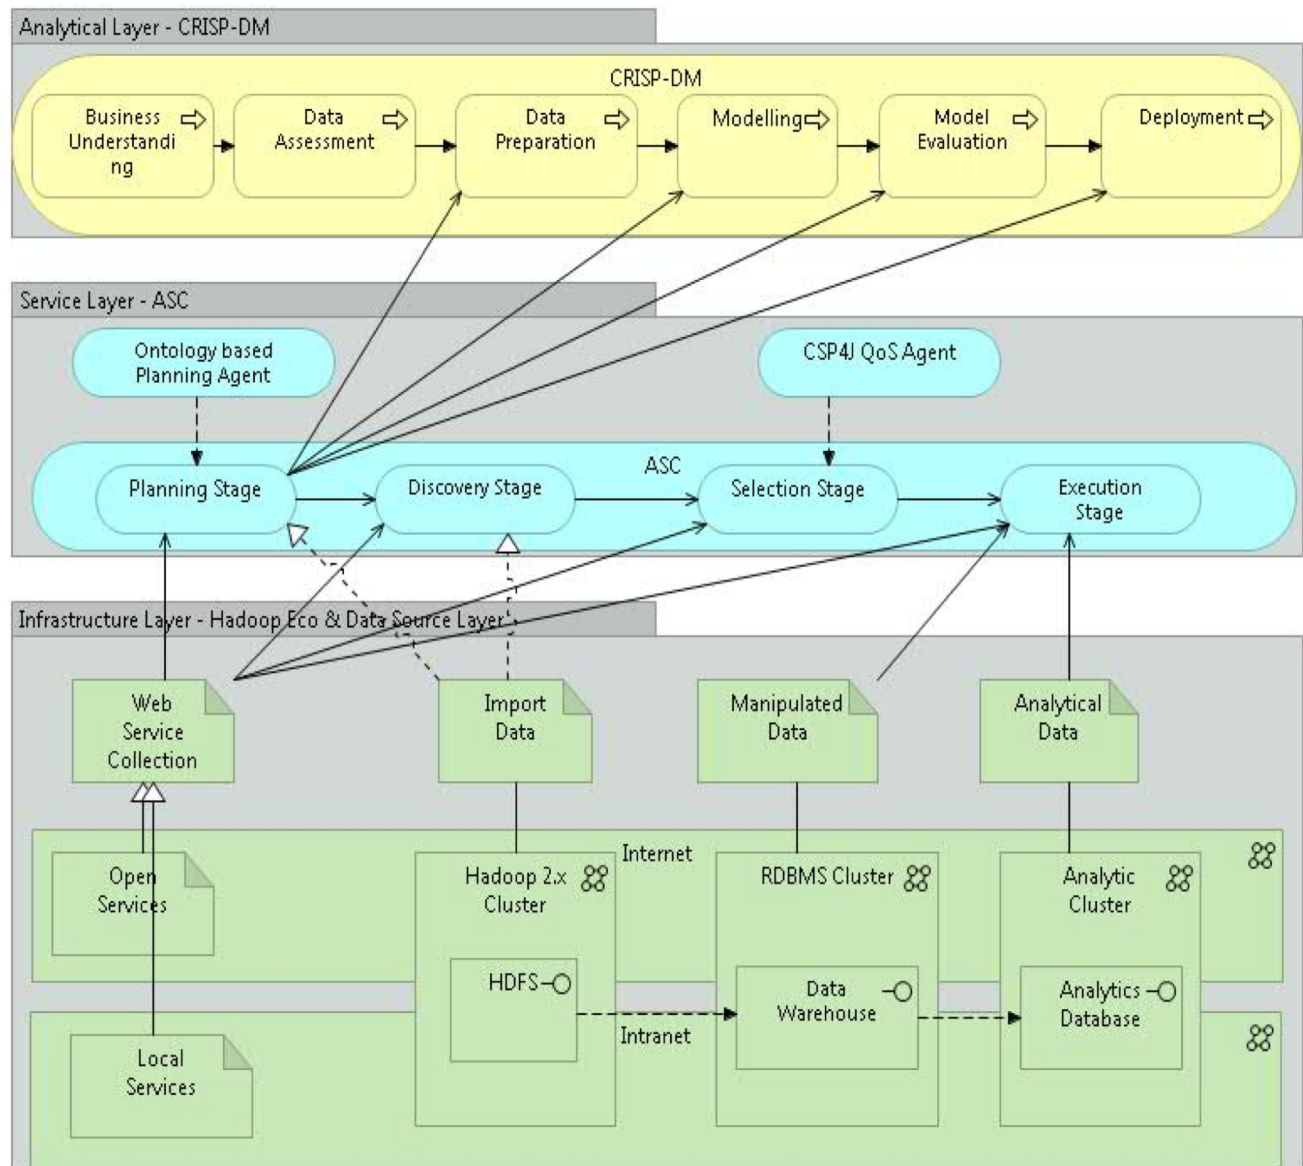 Analytical Layer - CRISP-DM
CRISP-DM
Business
Understandi
ng
Data
Assessment
Data
Preparation
Modelling
Model
Evaluation
Deployment
Service Layer - ASC
Ontology based
Planning Agent
CSP4J QoS Agent
ASC
Planning Stage
Discovery Stage
Selection Stage
Execution
Stage
Infrastructure Layer - Hadoop Eco & Data Source Layer
Web
Service
Collection
Import
Data
Manipulated
Data
Analytical
Data
Internet
Open
Services
Hadoop 2.x
Cluster
RDBMS Cluster
Analytic
Cluster
HDFS
Data
Warehouse
Analytics
Database
Intranet
Local
Services